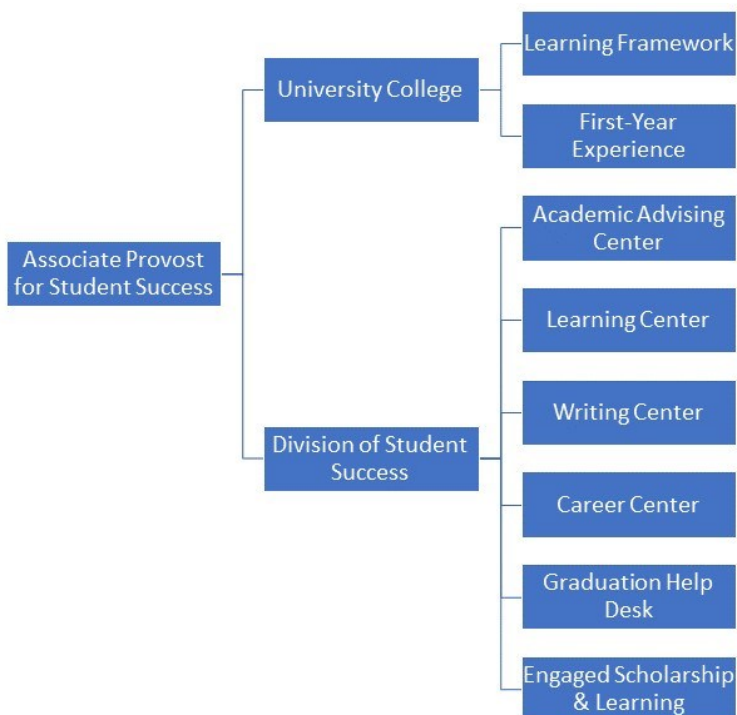 Associate Provost
for Student Success
University College
Learning Framework
First-Year
Experience
Division of Student
Success
Academic Advising
Center
Learning Center
Writing Center
Career Center
Graduation Help
Desk
Engaged Scholarship
& Learning